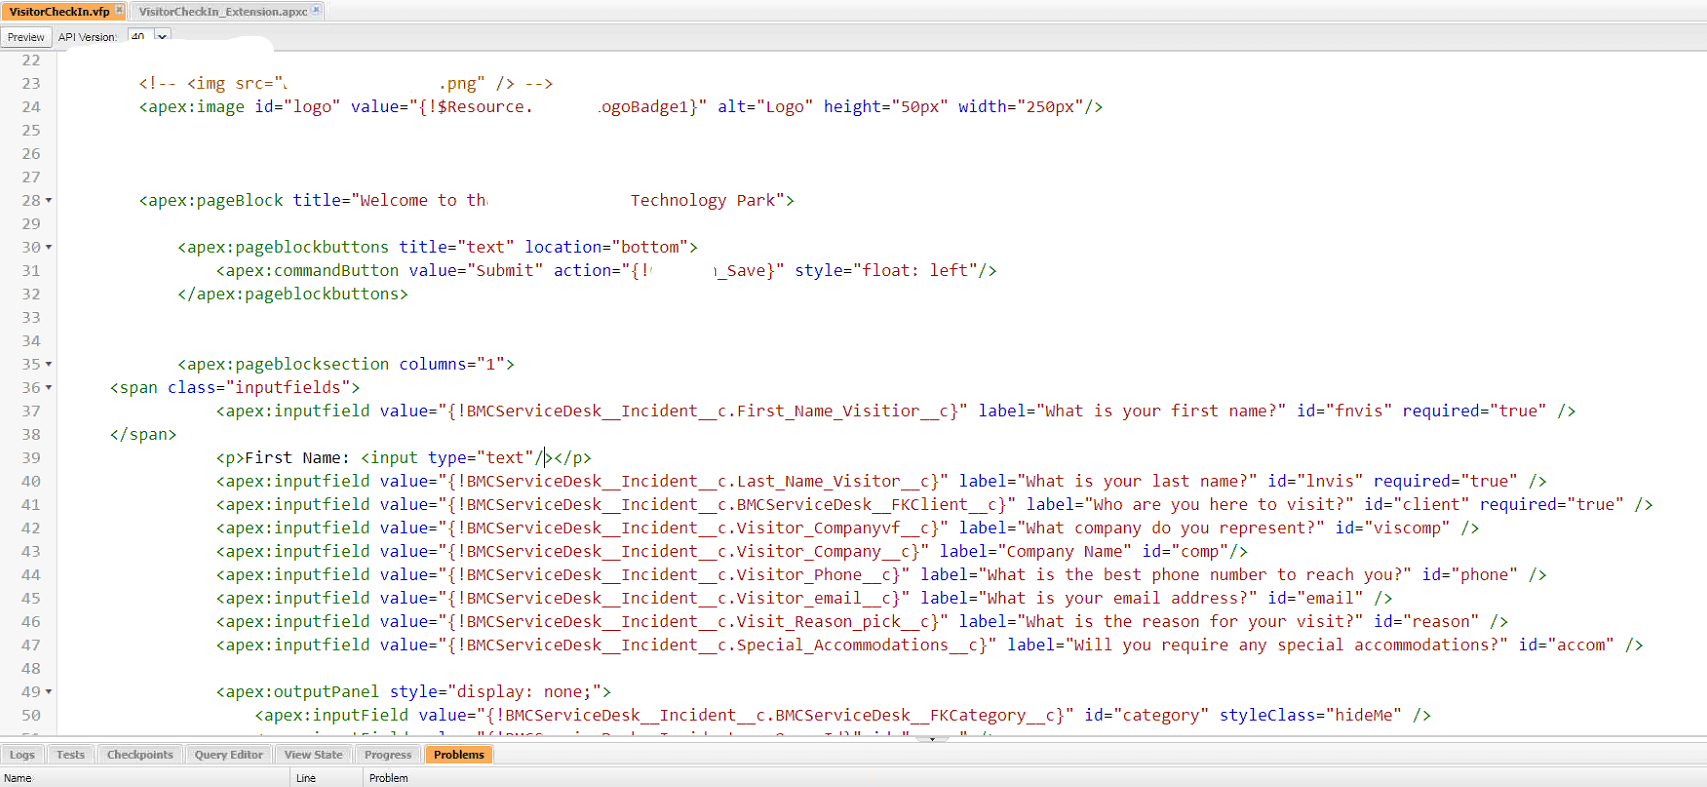 VisitorCheckIn.vfp VisitorCheckIn_Extension.apxc
Preview API Version: 40
22
23 <!-- <img src=" .png" /> -->
24 <apex:image id="logo" value="{!$Resource. ogoBadge1}" alt="Logo" height="50px" width="250px"/>
25
26
27
28 <apex:pageBlock title="Welcome to the Technology Park">
29
30 <apex:pageblockbuttons title="text" location="bottom">
31 <apex:commandButton value="Submit" action="{! _Save}" style="float: left"/>
32 </apex:pageblockbuttons>
33
34
35 <apex:pageblocksection columns="1">
36 <span class="inputfields">
37 <apex:inputfield value="{!BMCServiceDesk__Incident__c.First_Name_Visitior__c}" label="What is your first name?" id="fnvis" required="true" />
38 </span>
39 <p>First Name: <input type="text"/></p>
40 <apex:inputfield value="{!BMCServiceDesk__Incident__c.Last_Name_Visitor__c}" label="What is your last name?" id="lnvis" required="true" />
41 <apex:inputfield value="{!BMCServiceDesk__Incident__c.BMCServiceDesk__FKClient__c}" label="Who are you here to visit?" id="client" required="true" />
42 <apex:inputfield value="{!BMCServiceDesk__Incident__c.Visitor_Companyvf__c}" label="What company do you represent?" id="viscomp" />
43 <apex:inputfield value="{!BMCServiceDesk__Incident__c.Visitor_Company__c}" label="Company Name" id="comp"/>
44 <apex:inputfield value="{!BMCServiceDesk__Incident__c.Visitor_Phone__c}" label="What is the best phone number to reach you?" id="phone" />
45 <apex:inputfield value="{!BMCServiceDesk__Incident__c.Visitor_email__c}" label="What is your email address?" id="email" />
46 <apex:inputfield value="{!BMCServiceDesk__Incident__c.Visit_Reason_pick__c}" label="What is the reason for your visit?" id="reason" />
47 <apex:inputfield value="{!BMCServiceDesk__Incident__c.Special_Accommodations__c}" label="Will you require any special accommodations?" id="accom" />
48
49 <apex:outputPanel style="display: none;">
50 <apex:inputField value="{!BMCServiceDesk__Incident__c.BMCServiceDesk__FKCategory__c}" id="category" styleClass="hideMe" />
Logs Tests Checkpoints Query Editor View State Progress Problems
Name Line Problem